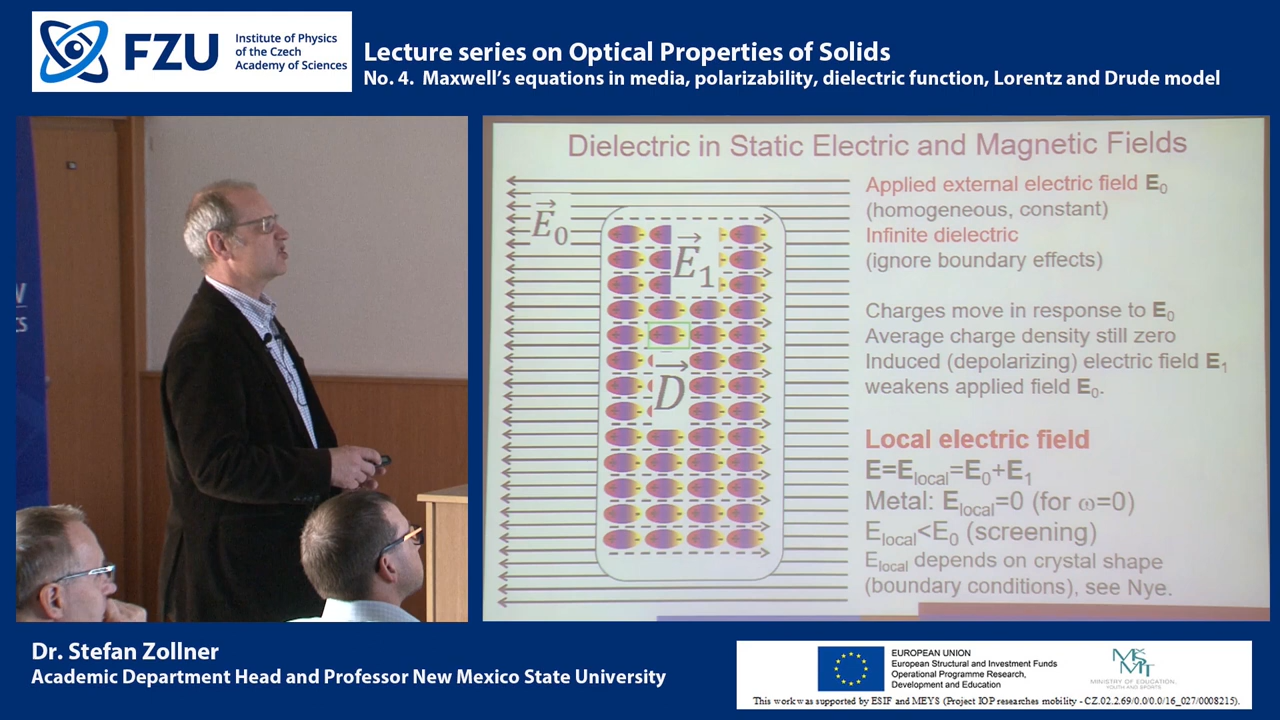 FZU
Institute of Physics
of the Czech
Academy of Sciences
Lecture series on Optical Properties of Solids
No. 4. Maxwell's equations in media, polarizability, dielectric function, Lorentz and Drude model
Dielectric in Static Electric and Magnetic Fields
E₀
E₁
D
Applied external electric field E₀
(homogeneous, constant)
Infinite dielectric
(ignore boundary effects)
Charges move in response to E₀
Average charge density still zero
Induced (depolarizing) electric field E₁
weakens applied field E₀.
Local electric field
E=Elocal=E₀+E₁
Metal: Elocal=0 (for ω=0)
Elocal<E₀ (screening)
Elocal depends on crystal shape
(boundary conditions), see Nye.
Dr. Stefan Zollner
Academic Department Head and Professor New Mexico State University
EUROPEAN UNION
European Structural and Investment Funds
Operational Programme Research,
Development and Education
MINISTRY OF EDUCATION,
YOUTH AND SPORTS
This work was supported by ESIF and MEYS (Project IOP researches mobility - CZ.02.2.69/0.0/0.0/16_027/0008215).